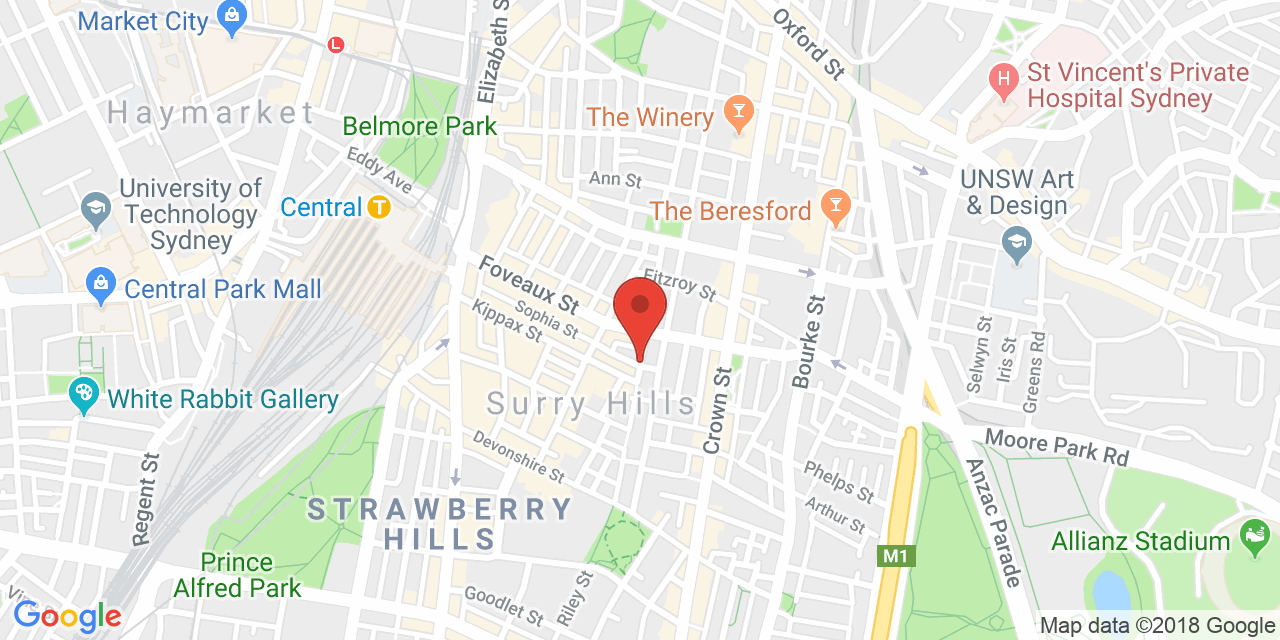 Market City
L
Elizabeth S
Oxford St
St Vincent's Private
Hospital Sydney
H
Haymarket
The Winery
Belmore Park
Eddy Ave
Ann St
University of
Technology
Sydney
UNSW Art
& Design
Central T
The Beresford
Foveaux St
Fitzroy St
Central Park Mall
Sophia St
Kippax St
Bourke St
Selwyn St
Iris St
Greens Rd
White Rabbit Gallery
Surry Hills
Crown St
Moore Park Rd
Devonshire St
Regent St
Phelps St
Anzac Parade
STRAWBERRY
HILLS
Arthur St
Allianz Stadium
M1
Prince
Alfred Park
Riley St
Goodlet St
Google
Map data ©2018 Google